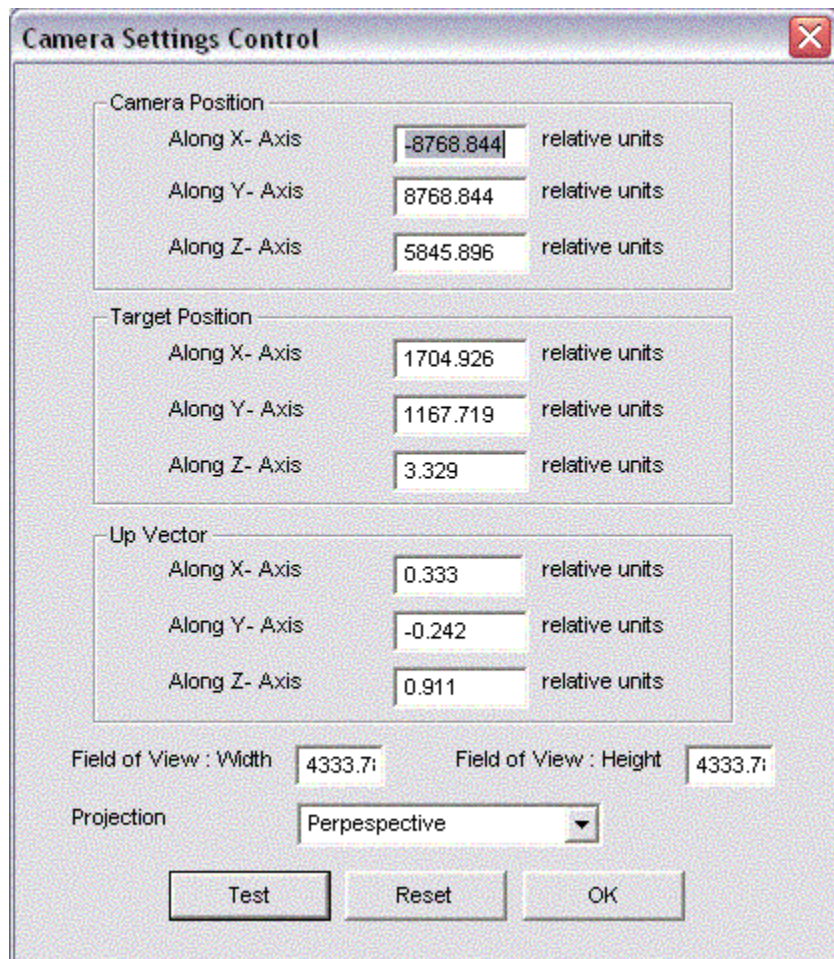 Camera Settings Control
Camera Position
Along X- Axis -8768.844 relative units
Along Y- Axis 8768.844 relative units
Along Z- Axis 5845.896 relative units
Target Position
Along X- Axis 1704.926 relative units
Along Y- Axis 1167.719 relative units
Along Z- Axis 3.329 relative units
Up Vector
Along X- Axis 0.333 relative units
Along Y- Axis -0.242 relative units
Along Z- Axis 0.911 relative units
Field of View : Width Field of View : Height
Projection Perpespective
Test Reset OK